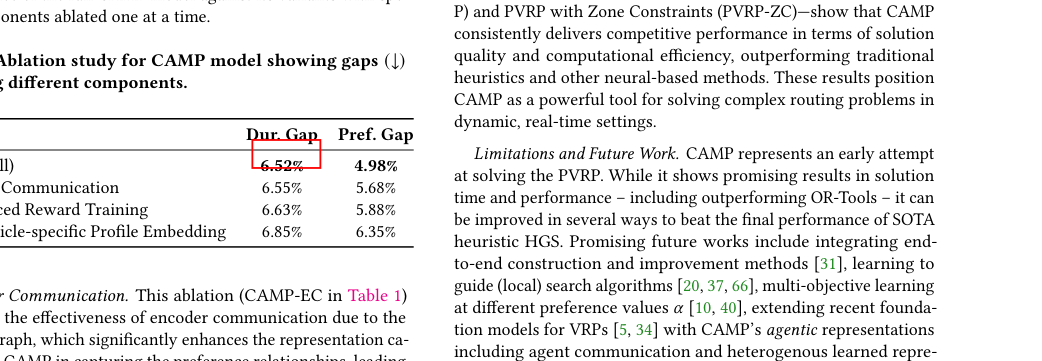 onents ablated one at a time.
Ablation study for CAMP model showing gaps (↓)
g different components.
Dur. Gap Pref. Gap
ll) 6.52% 4.98%
Communication 6.55% 5.68%
ced Reward Training 6.63% 5.88%
icle-specific Profile Embedding 6.85% 6.35%
r Communication. This ablation (CAMP-EC in Table 1)
the effectiveness of encoder communication due to the
raph, which significantly enhances the representation ca-
P) and PVRP with Zone Constraints (PVRP-ZC)—show that CAMP
consistently delivers competitive performance in terms of solution
quality and computational efficiency, outperforming traditional
heuristics and other neural-based methods. These results position
CAMP as a powerful tool for solving complex routing problems in
dynamic, real-time settings.
Limitations and Future Work. CAMP represents an early attempt
at solving the PVRP. While it shows promising results in solution
time and performance – including outperforming OR-Tools – it can
be improved in several ways to beat the final performance of SOTA
heuristic HGS. Promising future works include integrating end-
to-end construction and improvement methods [31], learning to
guide (local) search algorithms [20, 37, 66], multi-objective learning
at different preference values α [10, 40], extending recent founda-
tion models for VRPs [5, 34] with CAMP's agentic representations
including agent communication and heterogenous learned repre-